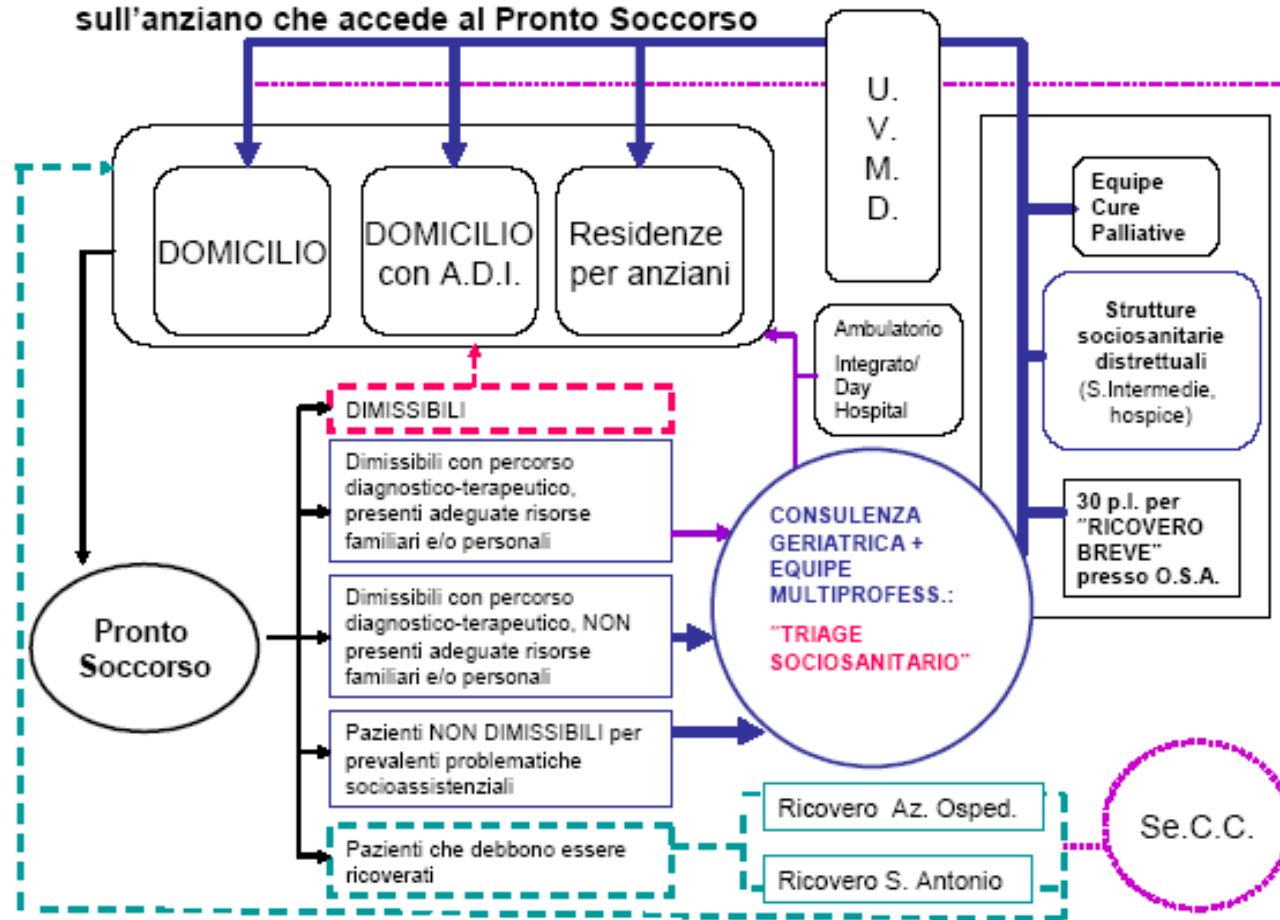 sull'anziano che accede al Pronto Soccorso
U.
V.
M.
D.
DOMICILIO
DOMICILIO
con A.D.I.
Residenze
per anziani
Equipe
Cure
Palliative
Ambulatorio
Integrato/
Day
Hospital
Strutture
sociosanitarie
distrettuali
(S.Intermedie,
hospice)
30 p.l. per
"RICOVERO
BREVE"
presso O.S.A.
DIMISSIBILI
Dimissibili con percorso
diagnostico-terapeutico,
presenti adeguate risorse
familiari e/o personali
Dimissibili con percorso
diagnostico-terapeutico, NON
presenti adeguate risorse
familiari e/o personali
Pazienti NON DIMISSIBILI per
prevalenti problematiche
socioassistenziali
Pazienti che debbono essere
ricoverati
Pronto
Soccorso
CONSULENZA
GERIATRICA +
EQUIPE
MULTIPROFESS.:
"TRIAGE
SOCIOSANITARIO"
Ricovero Az. Osped.
Ricovero S. Antonio
Se.C.C.